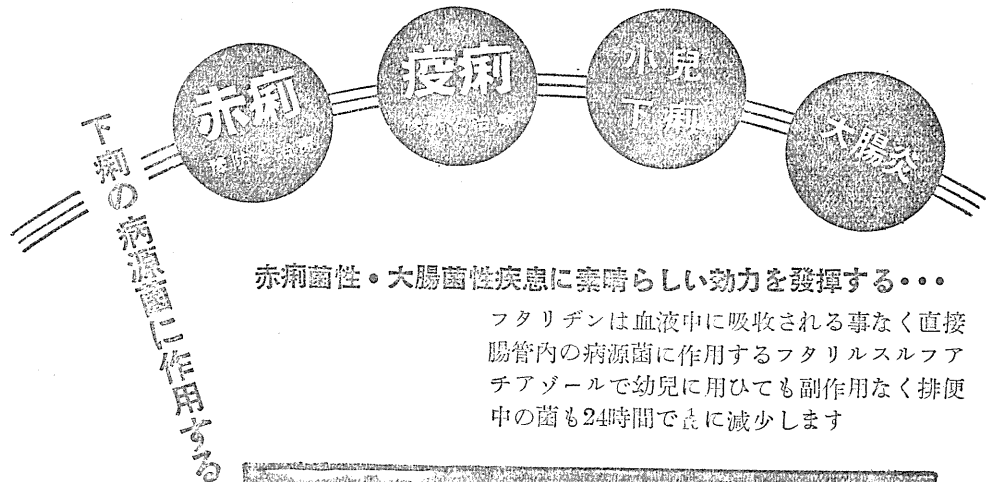 赤痢
疫痢
小兒
下痢
大腸炎
下痢の病源菌に作用する
赤痢菌性・大腸菌性疾患に素晴らしい効力を發揮する・・・
フタリヂンは血液中に吸收される事なく直接
腸管内の病源菌に作用するフタリルスルフア
チアゾールで幼兒に用ひても副作用なく排便
中の菌も24時間で に減少します